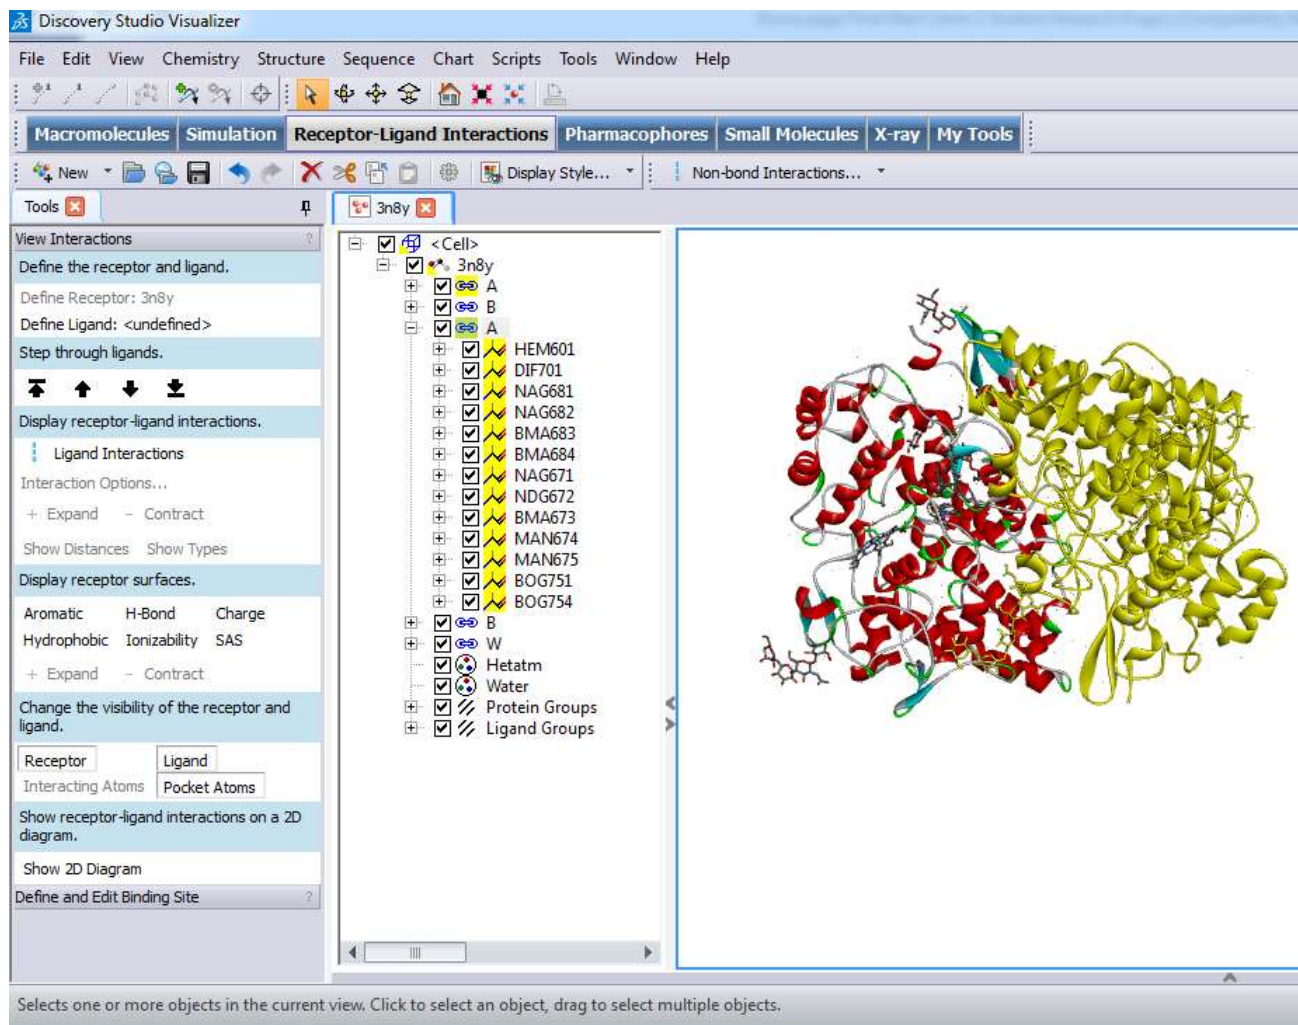 Discovery Studio Visualizer
File Edit View Chemistry Structure Sequence Chart Scripts Tools Window Help
Macromolecules Simulation Receptor-Ligand Interactions Pharmacophores Small Molecules X-ray My Tools
New Display Style... Non-bond Interactions...
Tools 3n8y
View Interactions ?
Define the receptor and ligand.
Define Receptor: 3n8y
Define Ligand: <undefined>
Step through ligands.
Display receptor-ligand interactions.
Ligand Interactions
Interaction Options...
+ Expand - Contract
Show Distances Show Types
Display receptor surfaces.
Aromatic H-Bond Charge
Hydrophobic Ionizability SAS
+ Expand - Contract
Change the visibility of the receptor and
ligand.
Receptor Ligand
Interacting Atoms Pocket Atoms
Show receptor-ligand interactions on a 2D
diagram.
Show 2D Diagram
Define and Edit Binding Site ?
<Cell>
3n8y
A
B
A
HEM601
DIF701
NAG681
NAG682
BMA683
BMA684
NAG671
NDG672
BMA673
MAN674
MAN675
BOG751
BOG754
B
W
Hetatm
Water
Protein Groups
Ligand Groups
Selects one or more objects in the current view. Click to select an object, drag to select multiple objects.